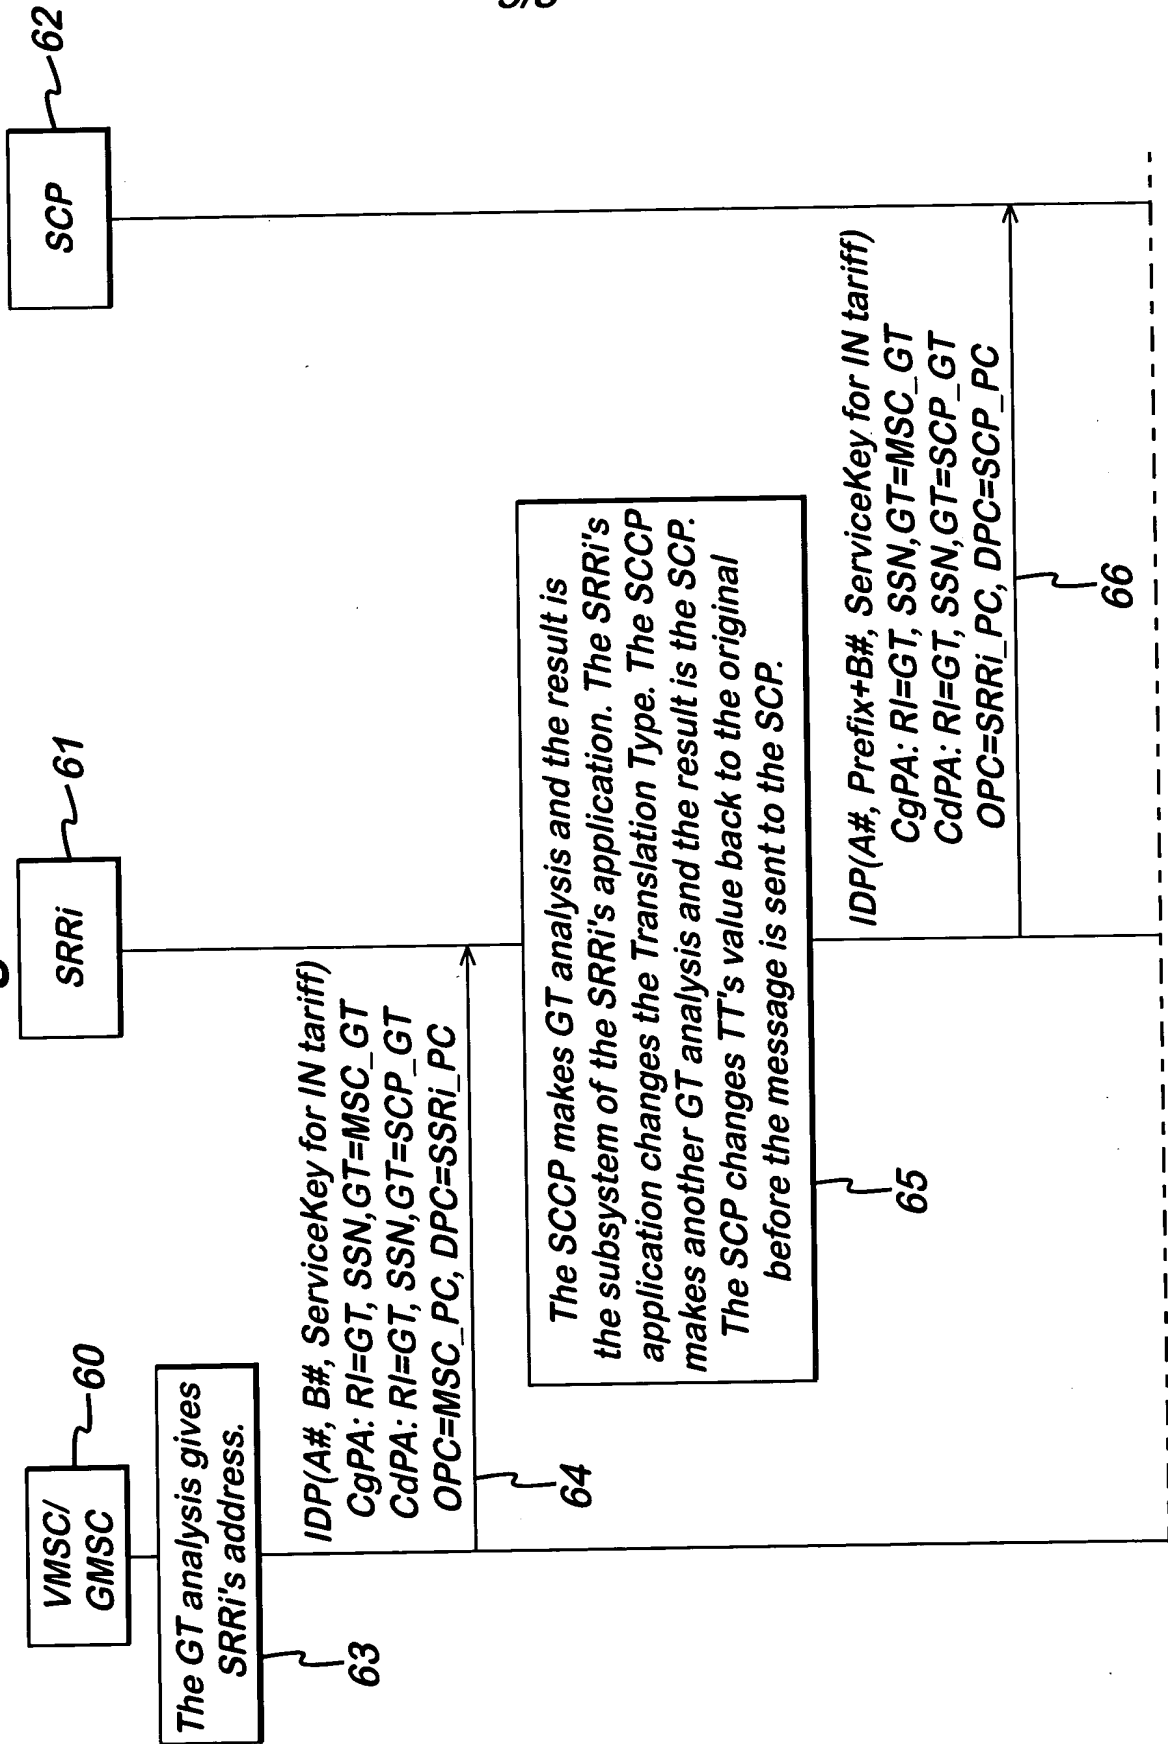 VMSC/
GMSC
60
SRRi
61
SCP
62
The GT analysis gives
SRRi's address.
63
IDP(A#, B#, ServiceKey for IN tariff)
CgPA: RI=GT, SSN,GT=MSC_GT
CdPA: RI=GT, SSN,GT=SCP_GT
OPC=MSC_PC, DPC=SSRi_PC
64
The SCCP makes GT analysis and the result is
the subsystem of the SRRi's application. The SRRi's
application changes the Translation Type. The SCCP
makes another GT analysis and the result is the SCP.
The SCP changes TT's value back to the original
before the message is sent to the SCP.
65
IDP(A#, Prefix+B#, ServiceKey for IN tariff)
CgPA: RI=GT, SSN,GT=MSC_GT
CdPA: RI=GT, SSN,GT=SCP_GT
OPC=SRRi_PC, DPC=SCP_PC
66